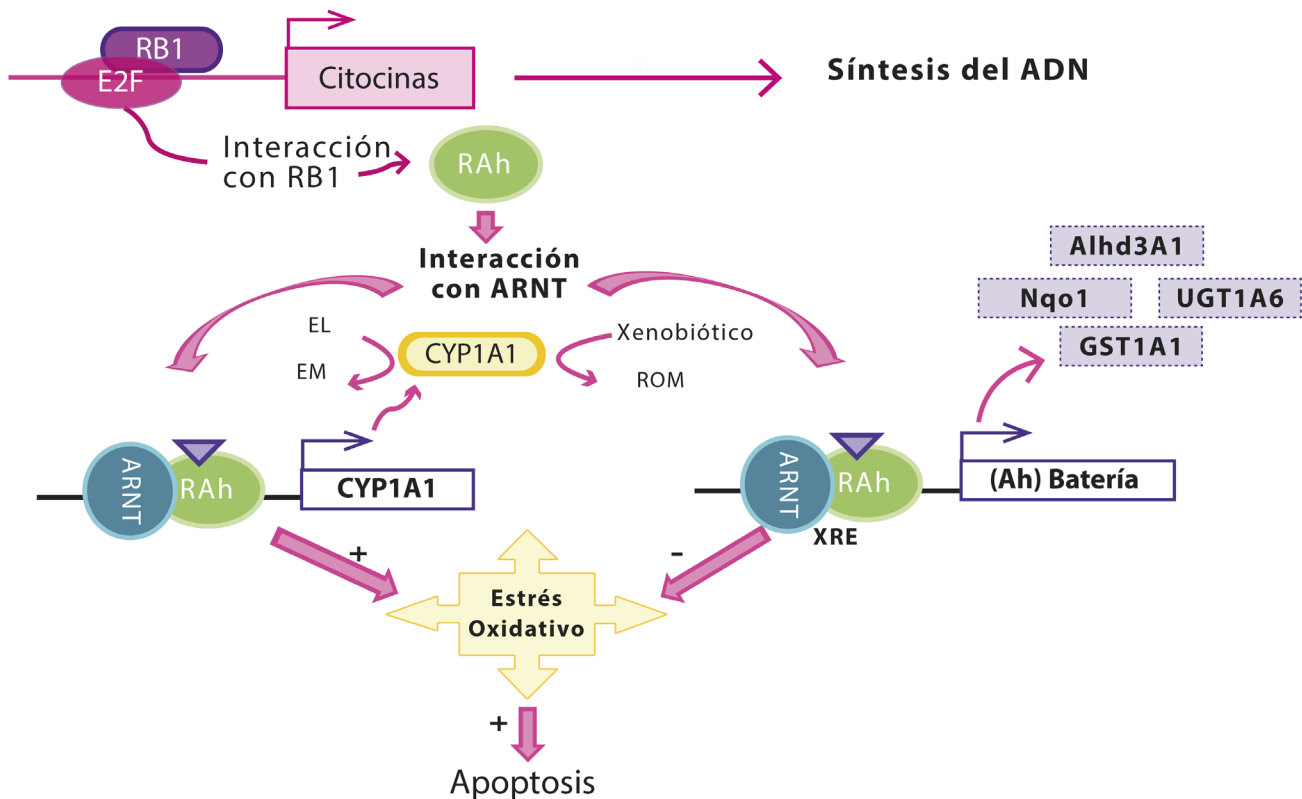 RB1
E2F
Citocinas
Síntesis del ADN
Interacción
con RB1
RAh
Interacción
con ARNT
EL
EM
CYP1A1
Xenobiótico
ROM
Alhd3A1
Nqo1
UGT1A6
GST1A1
ARNT
RAh
CYP1A1
ARNT
RAh
XRE
(Ah) Batería
+
-
Estrés
Oxidativo
+
Apoptosis